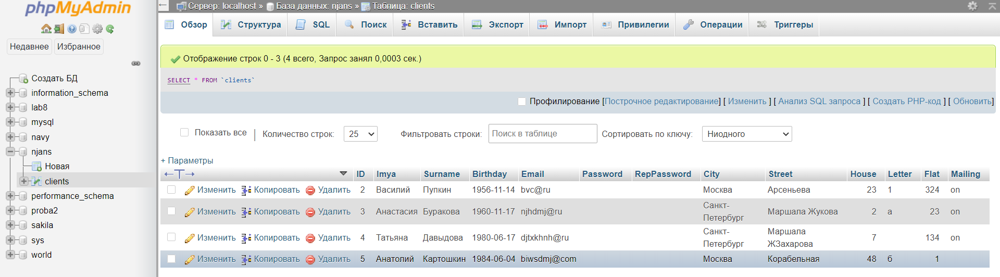 phpMyAdmin
Недавнее Избранное
Создать БД
information_schema
lab8
mysql
navy
njans
Новая
clients
performance_schema
proba2
sakila
sys
world
Сервер: localhost » База данных: njans » Таблица: clients
Обзор Структура SQL Поиск Вставить Экспорт Импорт Привилегии Операции Триггеры
Отображение строк 0 - 3 (4 всего, Запрос занял 0,0003 сек.)
SELECT * FROM `clients`
Профилирование [Построчное редактирование] [ Изменить ] [ Анализ SQL запроса ] [ Создать PHP-код ] [ Обновить]
Показать все | Количество строк: 25 Фильтровать строки: Поиск в таблице Сортировать по ключу: Ниодного
+ Параметры
←T→ ID Imya Surname Birthday Email Password RepPassword City Street House Letter Flat Mailing
Изменить Копировать Удалить 2 Василий Пупкин 1956-11-14 bvc@ru Москва Арсеньева 23 1 324 on
Изменить Копировать Удалить 3 Анастасия Буракова 1960-11-17 njhdmj@ru Санкт-
Петербург Маршала Жукова 2 а 23 on
Изменить Копировать Удалить 4 Татьяна Давыдова 1980-06-17 djtxkhnh@ru Санкт-
Петербург Маршала
ЖЗахарова 7 134 on
Изменить Копировать Удалить 5 Анатолий Картошкин 1984-06-04 biwsdmj@com Москва Корабельная 48 б 1